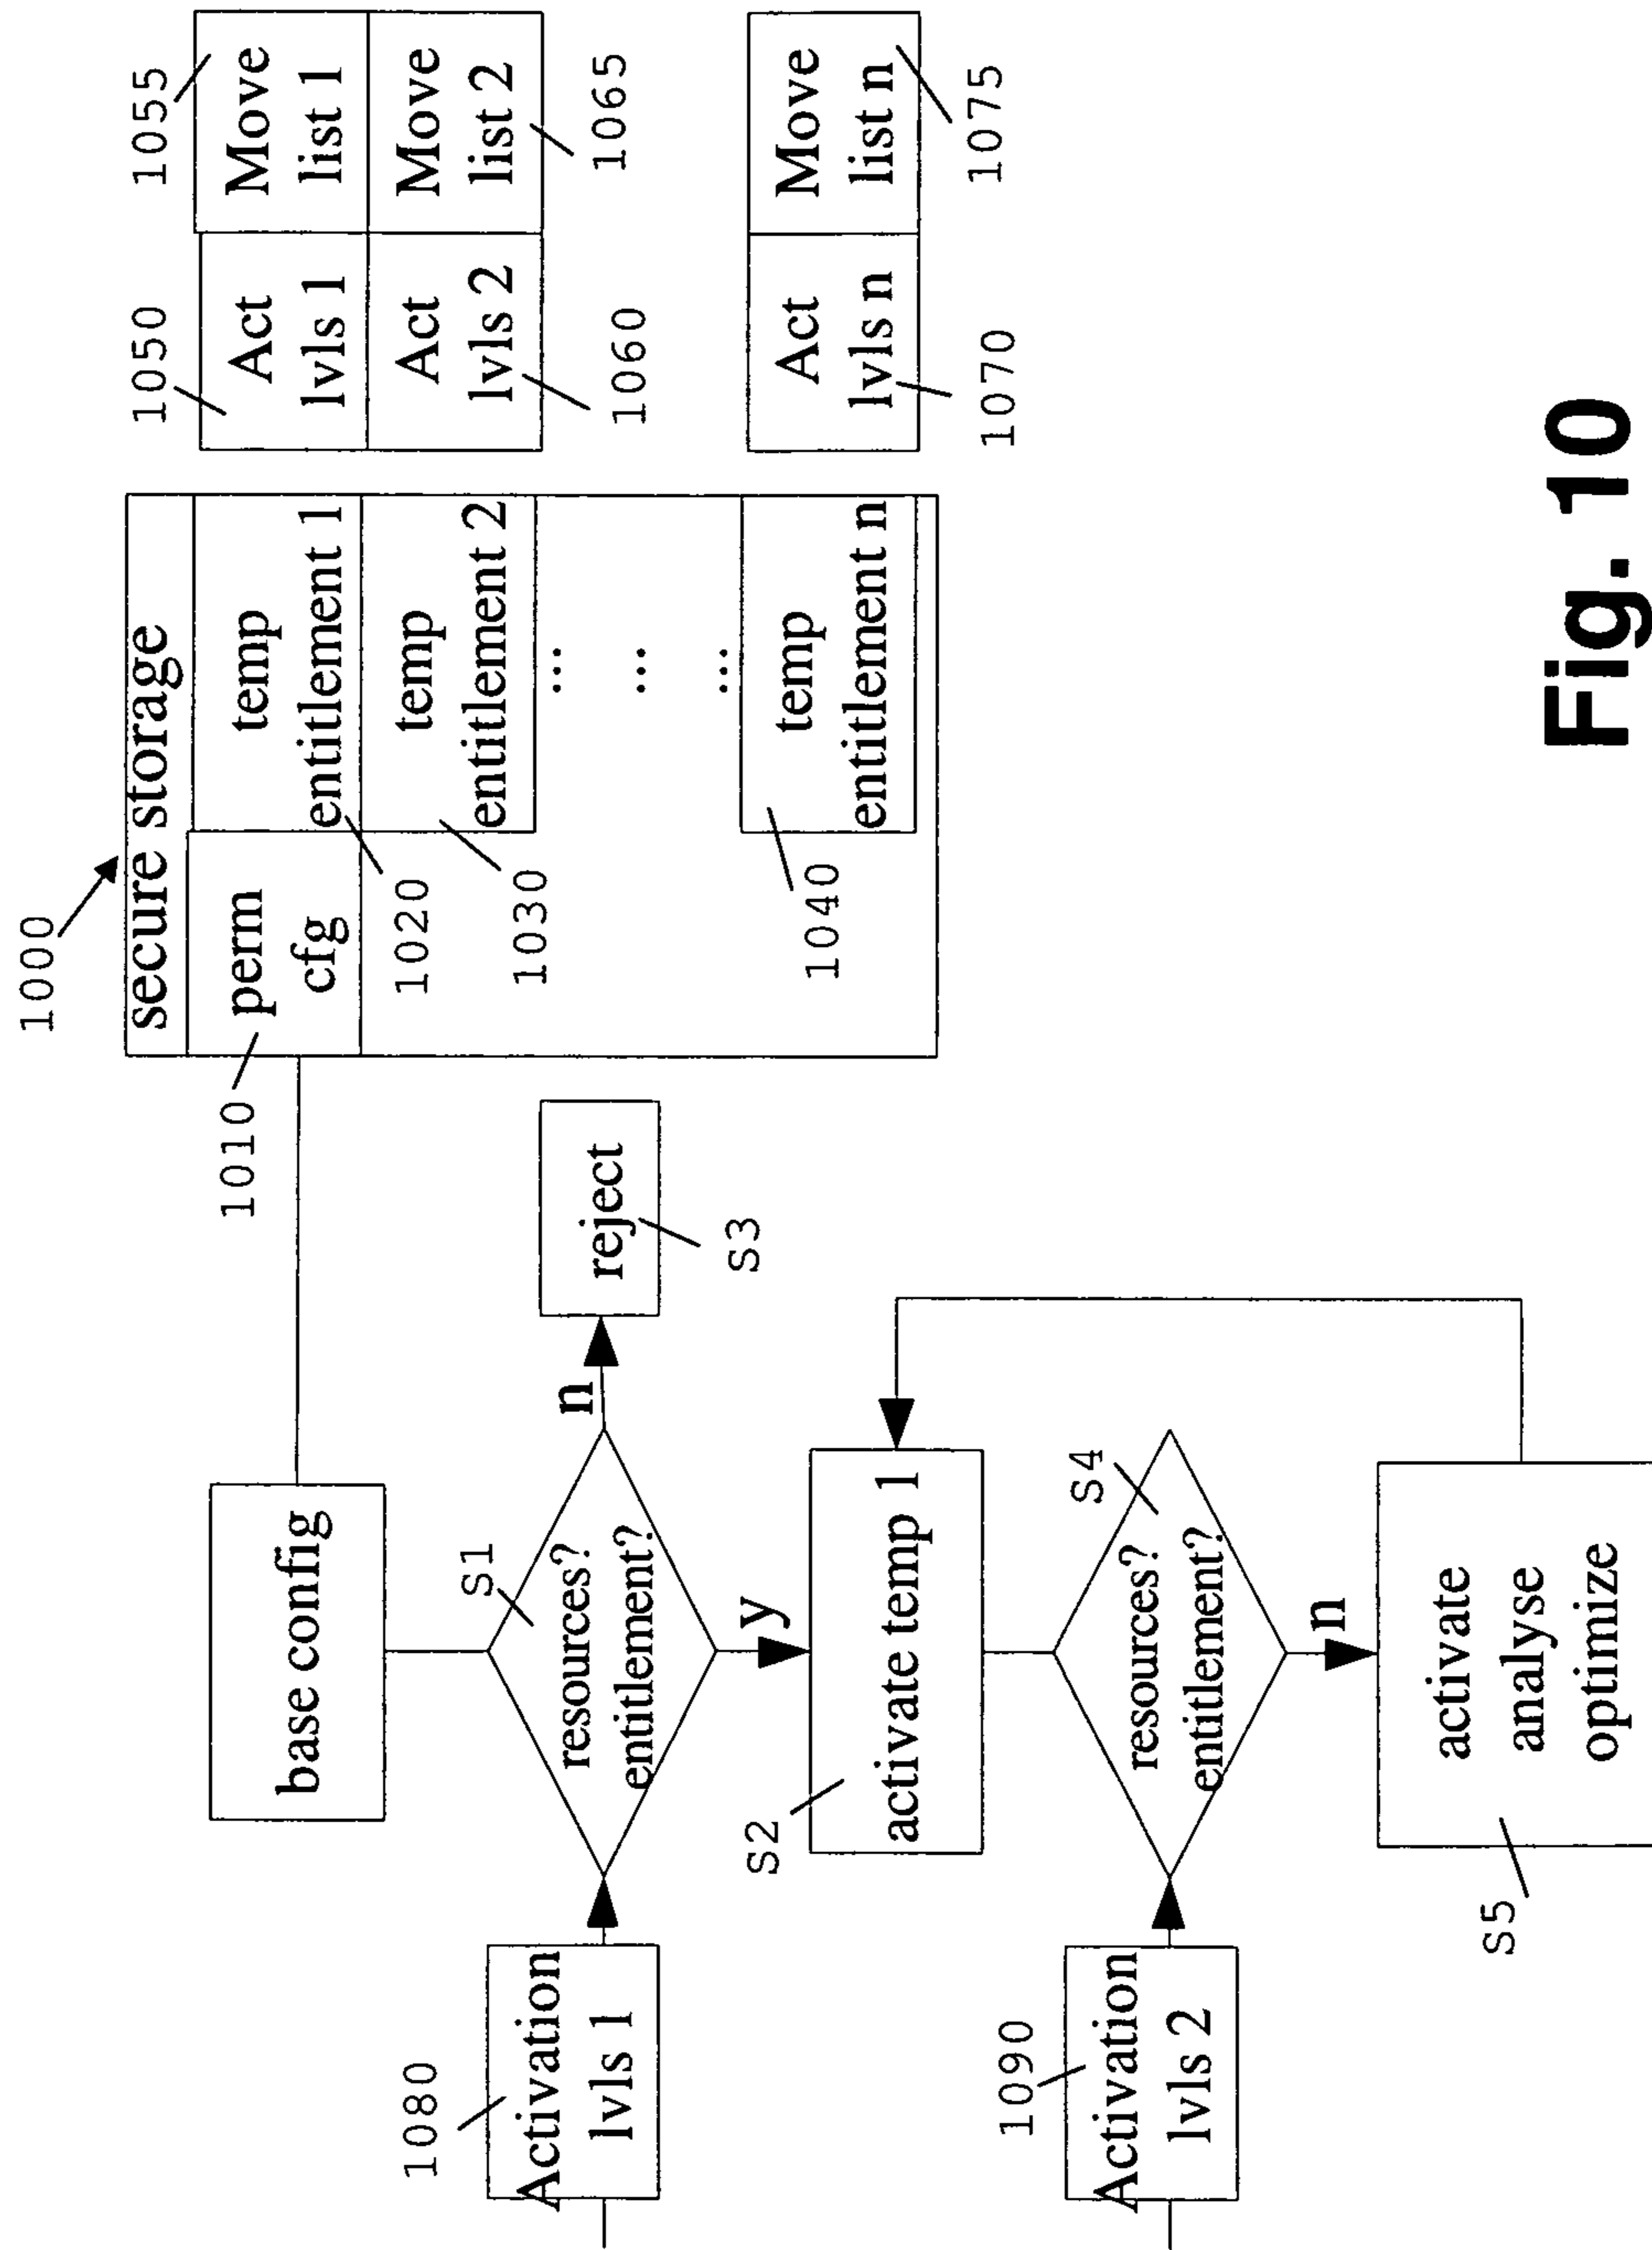 1000
secure storage
1010
perm
cfg
temp
entitlement 1
1020
temp
entitlement 2
1030
...
...
...
temp
entitlement n
1040
1050
Act
lvls 1
1055
Move
list 1
Act
lvls 2
1060
Move
list 2
1065
Act
lvls n
1070
Move
list n
1075
base config
1080
Activation
lvls 1
S1
resources?
entitlement?
n
reject
S3
y
S2
activate temp 1
1090
Activation
lvls 2
S4
resources?
entitlement?
n
S5
activate
analyse
optimize
Fig. 10